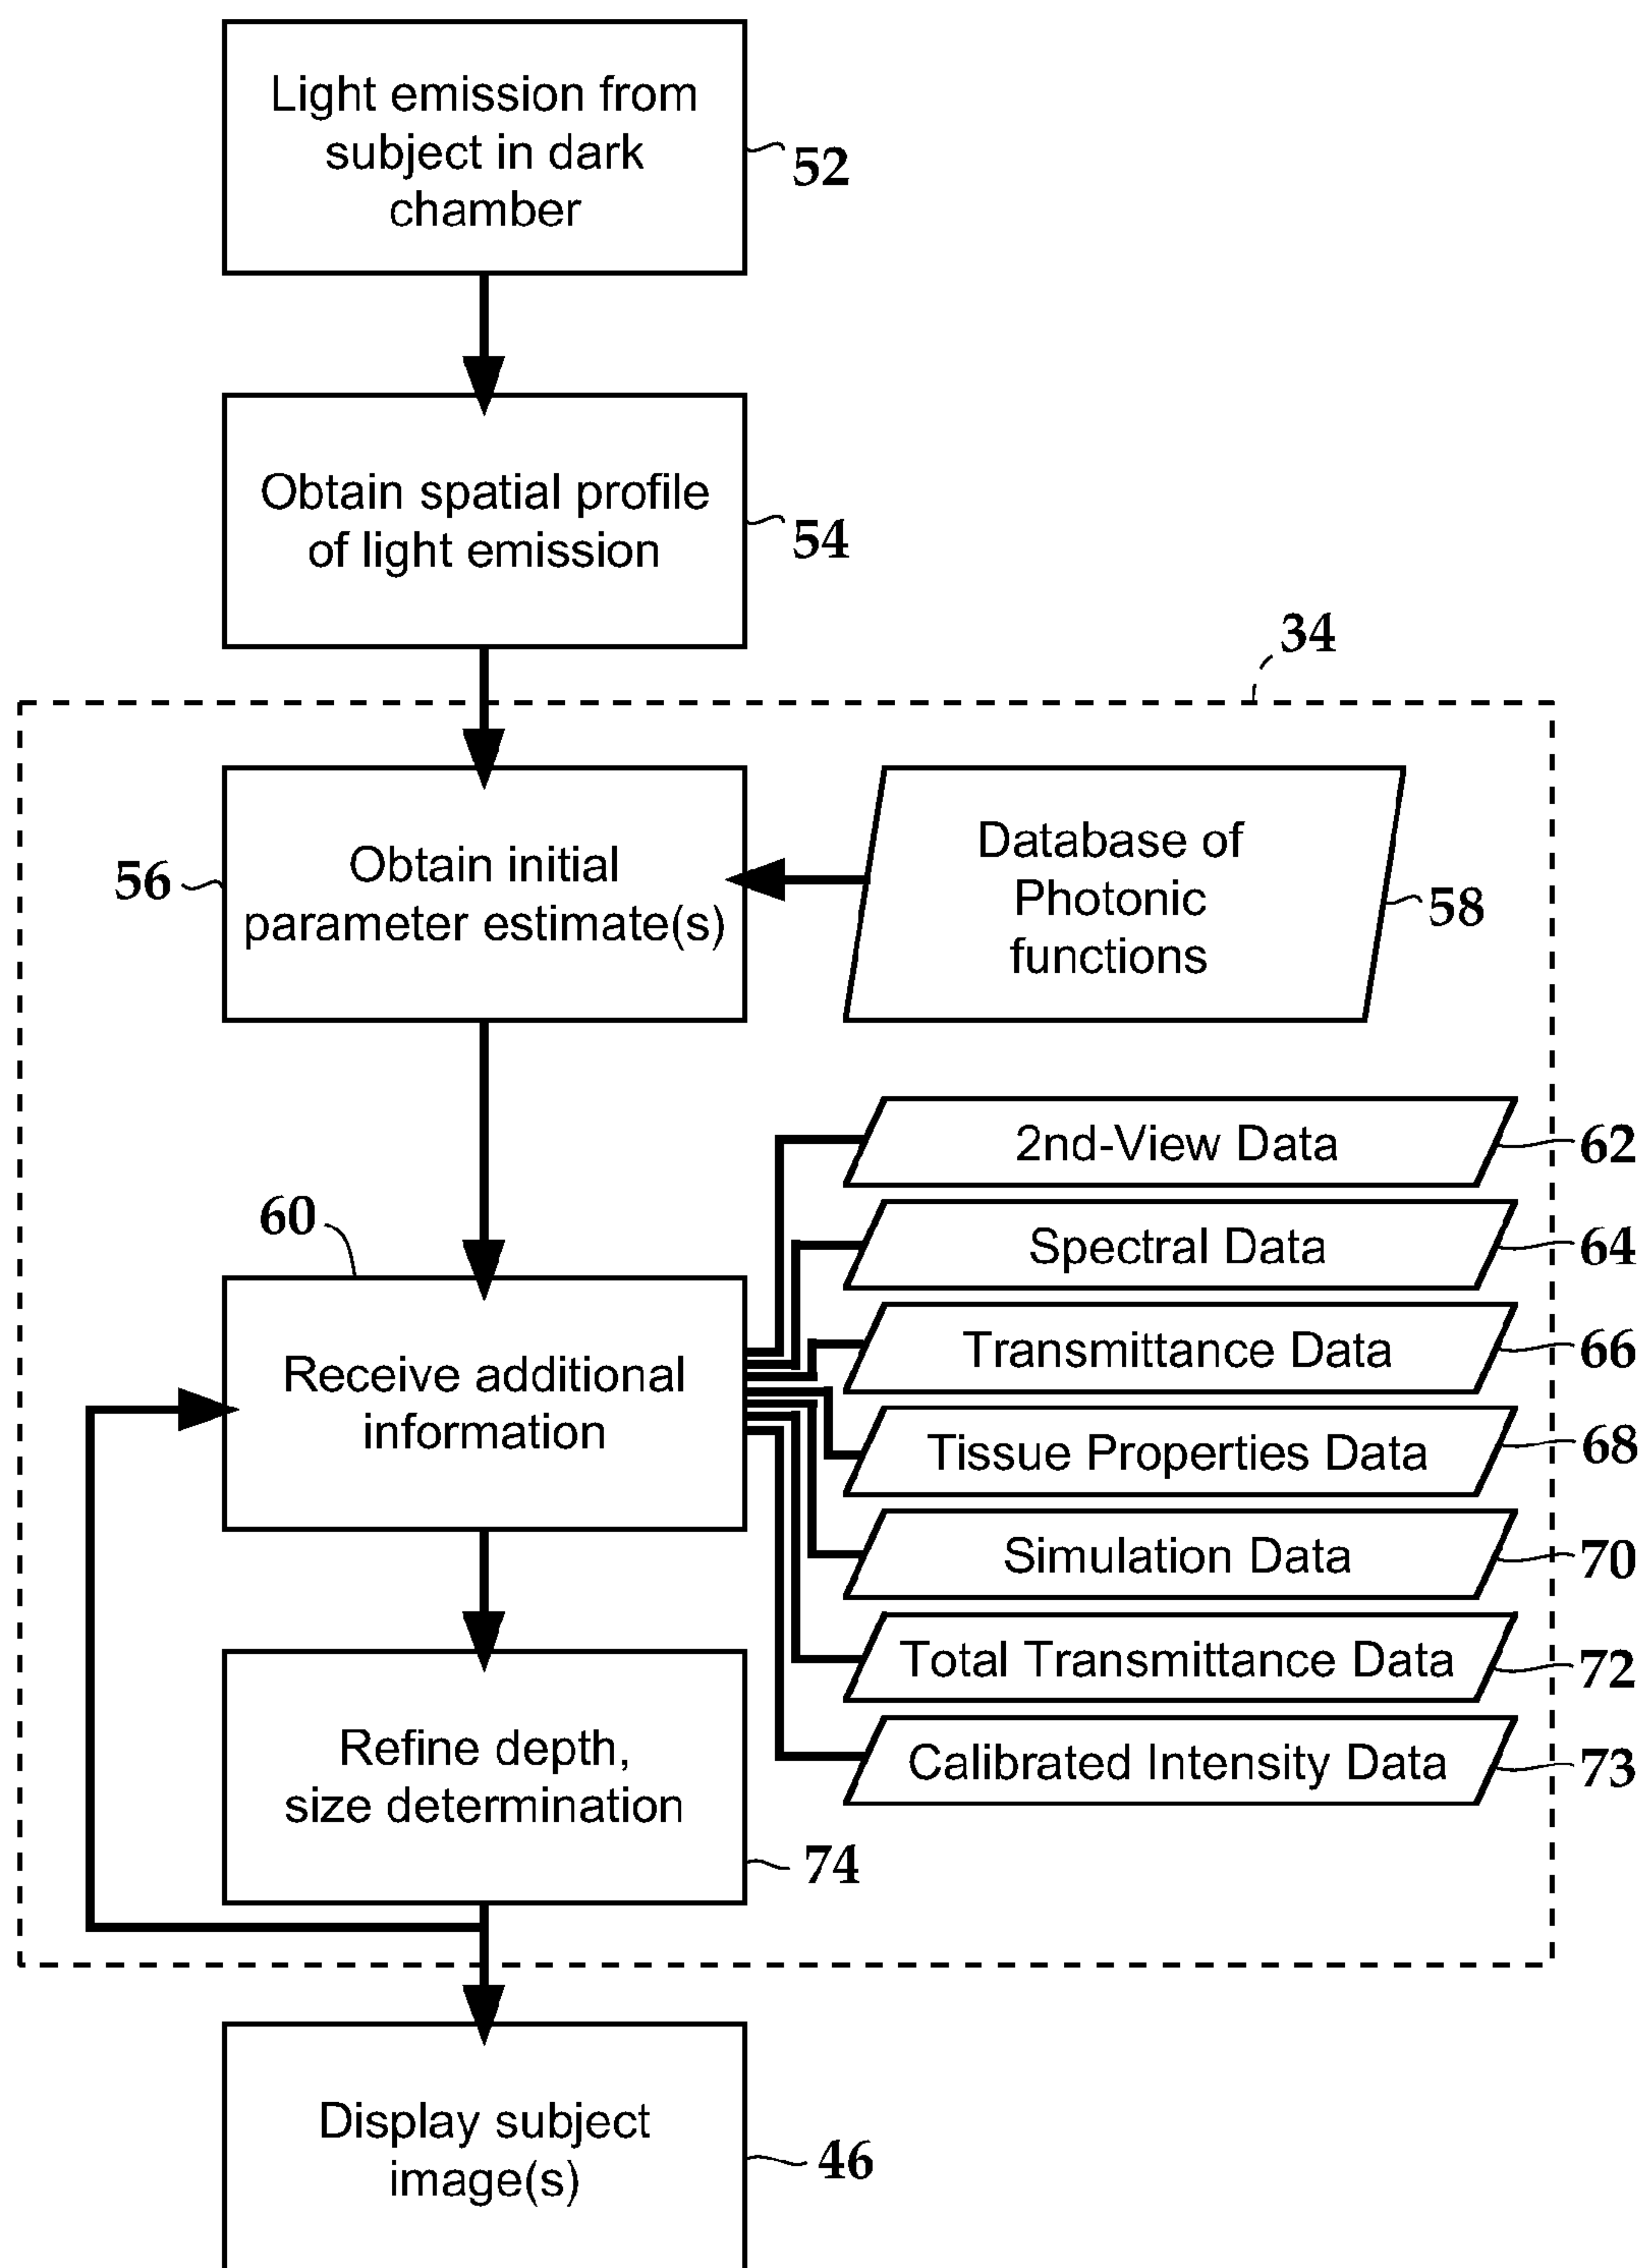 Light emission from
subject in dark
chamber
52
Obtain spatial profile
of light emission
54
34
56
Obtain initial
parameter estimate(s)
Database of
Photonic
functions
58
60
Receive additional
information
2nd-View Data
62
Spectral Data
64
Transmittance Data
66
Tissue Properties Data
68
Simulation Data
70
Total Transmittance Data
72
Calibrated Intensity Data
73
Refine depth,
size determination
74
Display subject
image(s)
46